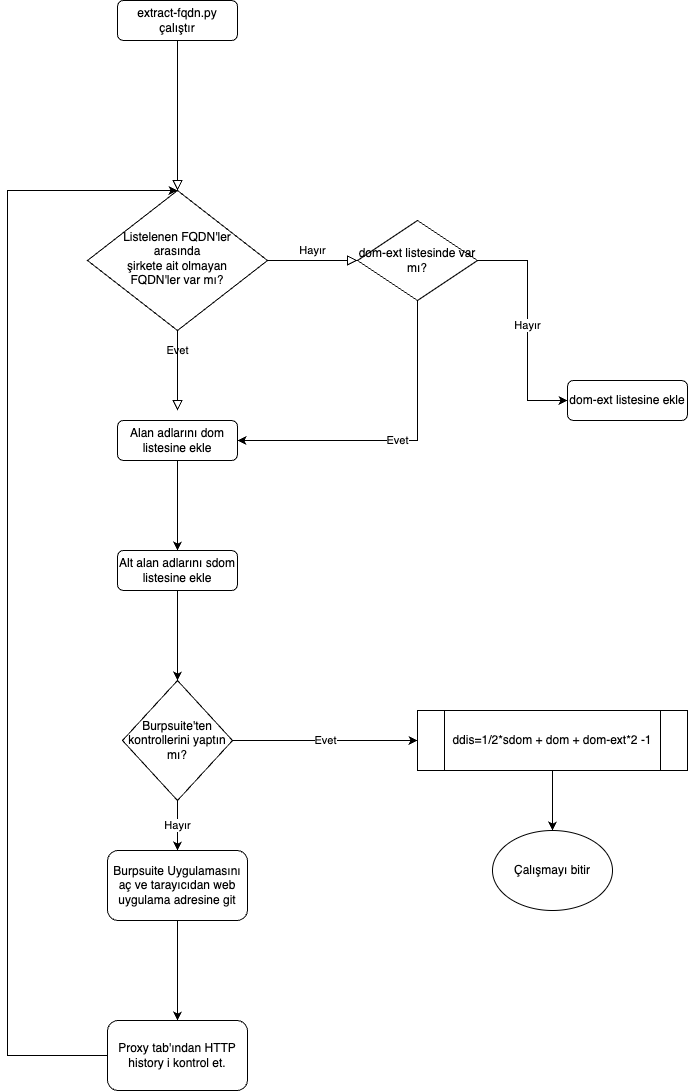 extract-fqdn.py
çalıştır
Listelenen FQDN'ler
arasında
şirkete ait olmayan
FQDN'ler var mı?
Hayır
dom-ext listesinde var
mı?
Hayır
Evet
dom-ext listesine ekle
Alan adlarını dom
listesine ekle
Evet
Alt alan adlarını sdom
listesine ekle
Burpsuite'ten
kontrollerini yaptın
mı?
Evet
ddis=1/2*sdom + dom + dom-ext*2 -1
Hayır
Çalışmayı bitir
Burpsuite Uygulamasını
aç ve tarayıcıdan web
uygulama adresine git
Proxy tab'ından HTTP
history i kontrol et.